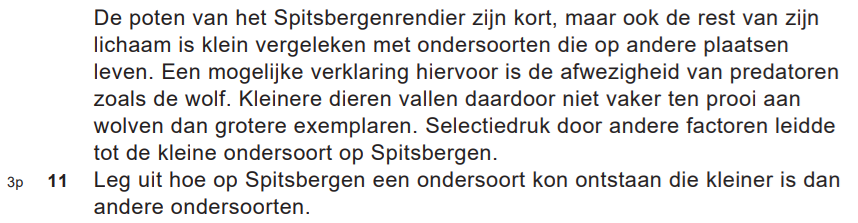 De poten van het Spitsbergenrendier zijn kort, maar ook de rest van zijn
lichaam is klein vergeleken met ondersoorten die op andere plaatsen
leven. Een mogelijke verklaring hiervoor is de afwezigheid van predatoren
zoals de wolf. Kleinere dieren vallen daardoor niet vaker ten prooi aan
wolven dan grotere exemplaren. Selectiedruk door andere factoren leidde
tot de kleine ondersoort op Spitsbergen.
3p 11 Leg uit hoe op Spitsbergen een ondersoort kon ontstaan die kleiner is dan
andere ondersoorten.